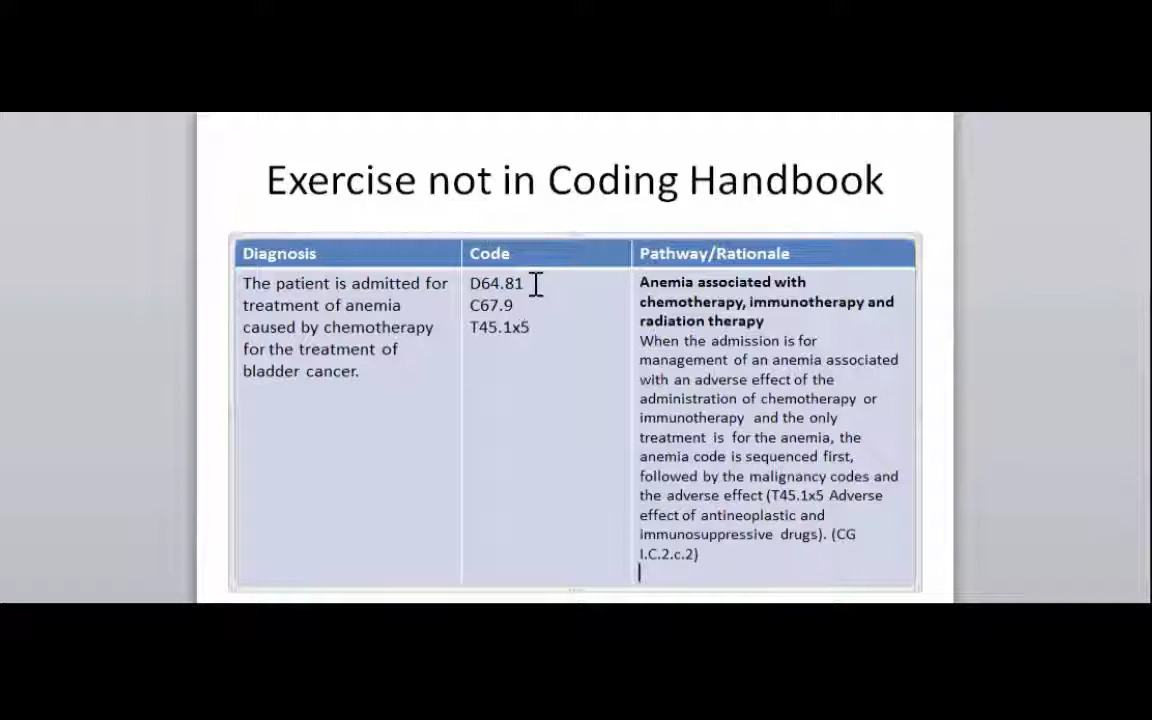 Exercise not in Coding Handbook
Diagnosis
Code
Pathway/Rationale
The patient is admitted for
treatment of anemia
caused by chemotherapy
for the treatment of
bladder cancer.
D64.81
C67.9
T45.1x5
Anemia associated with
chemotherapy, immunotherapy and
radiation therapy
When the admission is for
management of an anemia associated
with an adverse effect of the
administration of chemotherapy or
immunotherapy and the only
treatment is for the anemia, the
anemia code is sequenced first,
followed by the malignancy codes and
the adverse effect (T45.1x5 Adverse
effect of antineoplastic and
immunosuppressive drugs). (CG
I.C.2.c.2)